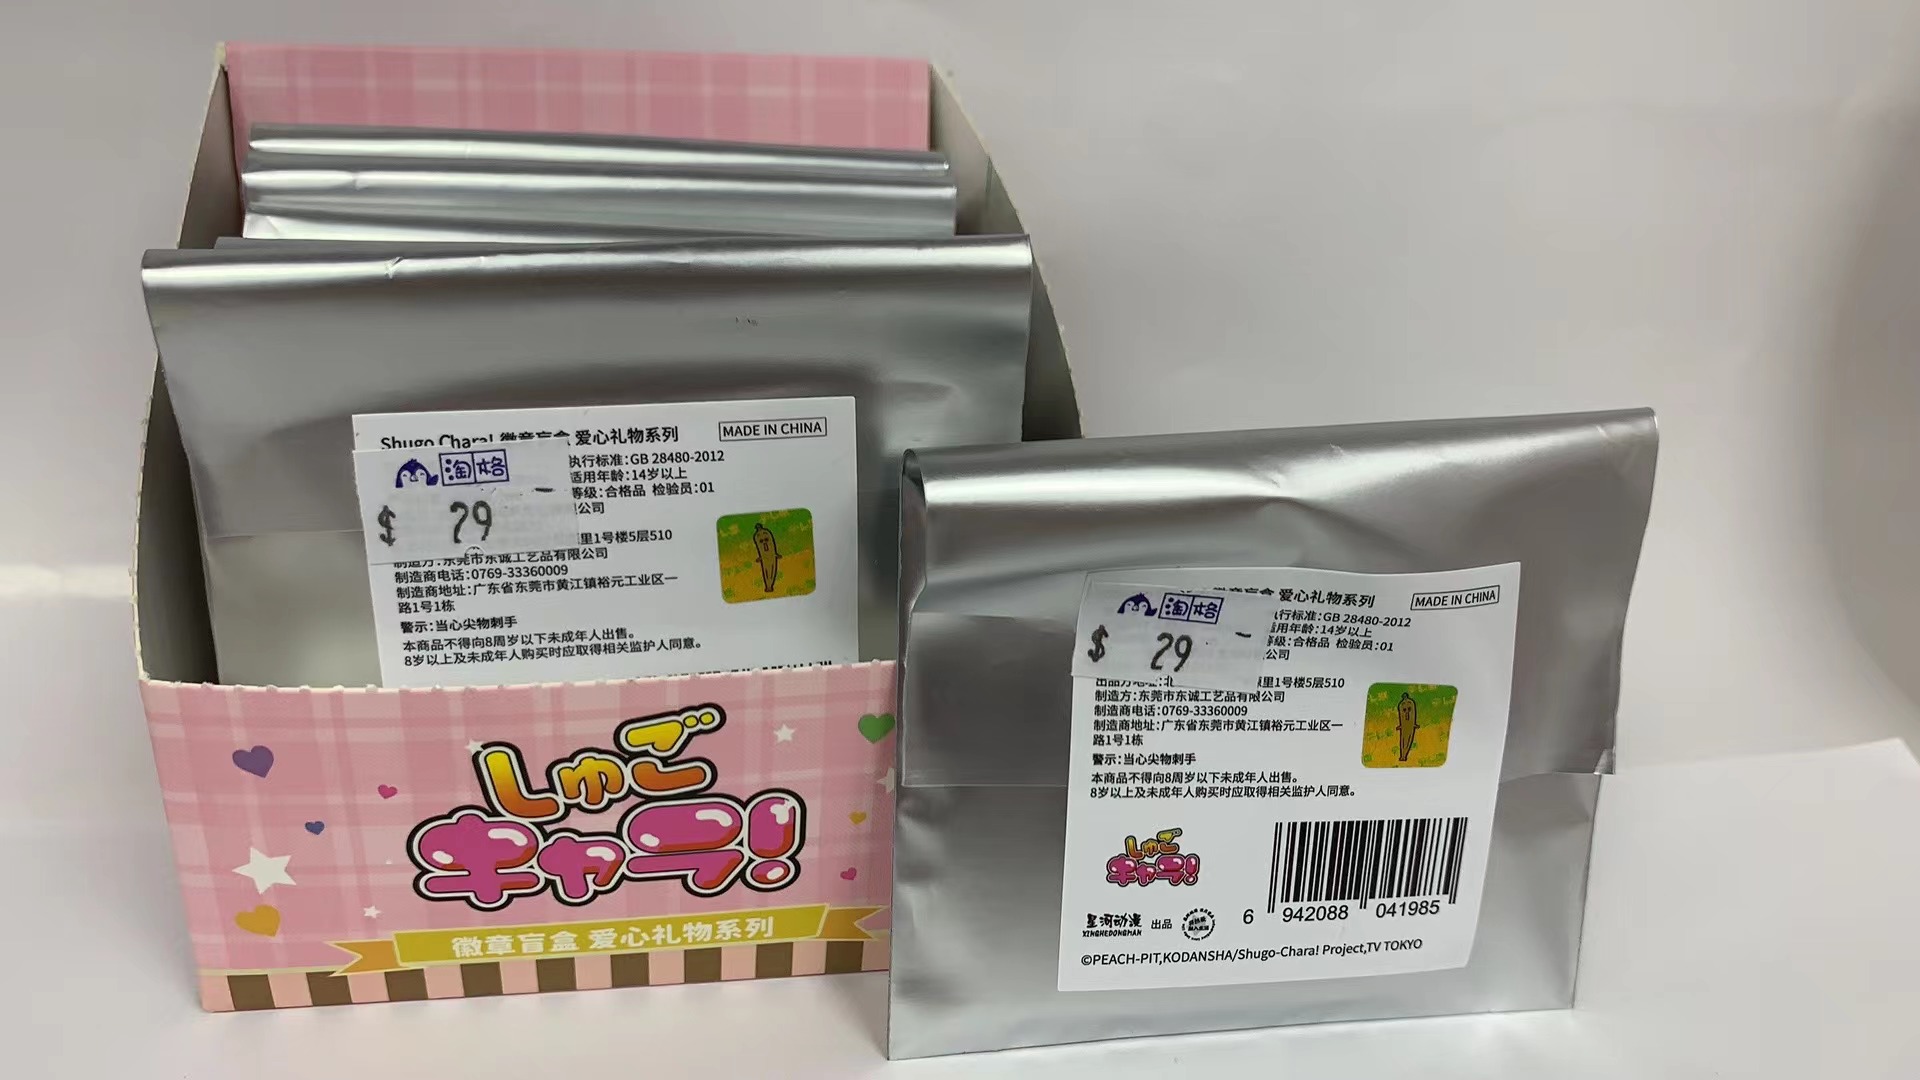 Shugo Chara! 徽章盲盒 爱心礼物系列
MADE IN CHINA
淘格
$ 29
执行标准:GB 28480-2012
适用年龄:14岁以上
等级:合格品 检验员:01
公司
里1号楼5层510
制造方:东莞市东诚工艺品有限公司
制造商电话:0769-33360009
制造商地址:广东省东莞市黄江镇裕元工业区一
路1号1栋
警示:当心尖物刺手
本商品不得向8周岁以下未成年人出售。
8岁以上及未成年人购买时应取得相关监护人同意。
しゅご
キャラ!
徽章盲盒 爱心礼物系列
爱心礼物系列
MADE IN CHINA
淘格
$ 29
执行标准:GB 28480-2012
适用年龄:14岁以上
等级:合格品 检验员:01
公司
里1号楼5层510
制造方:东莞市东诚工艺品有限公司
制造商电话:0769-33360009
制造商地址:广东省东莞市黄江镇裕元工业区一
路1号1栋
警示:当心尖物刺手
本商品不得向8周岁以下未成年人出售。
8岁以上及未成年人购买时应取得相关监护人同意。
しゅご
キャラ!
星河动漫 出品
XINGHEDONGMAN
6 942088 041985
©PEACH-PIT,KODANSHA/Shugo-Chara! Project,TV TOKYO